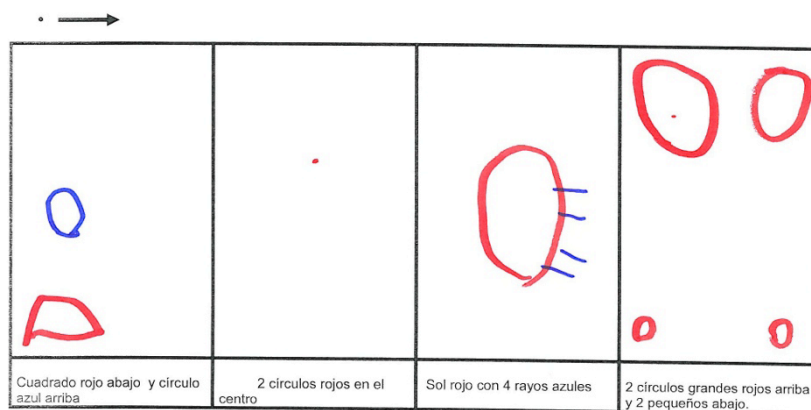 Cuadrado rojo abajo y círculo
azul arriba
2 círculos rojos en el
centro
Sol rojo con 4 rayos azules
2 círculos grandes rojos arriba
y 2 pequeños abajo.